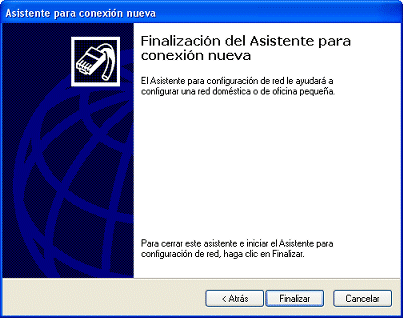 Asistente para conexión nueva
Finalización del Asistente para
conexión nueva
El Asistente para configuración de red le ayudará a
configurar una red doméstica o de oficina pequeña.
Para cerrar este asistente e iniciar el Asistente para
configuración de red, haga clic en Finalizar.
< Atrás
Finalizar
Cancelar